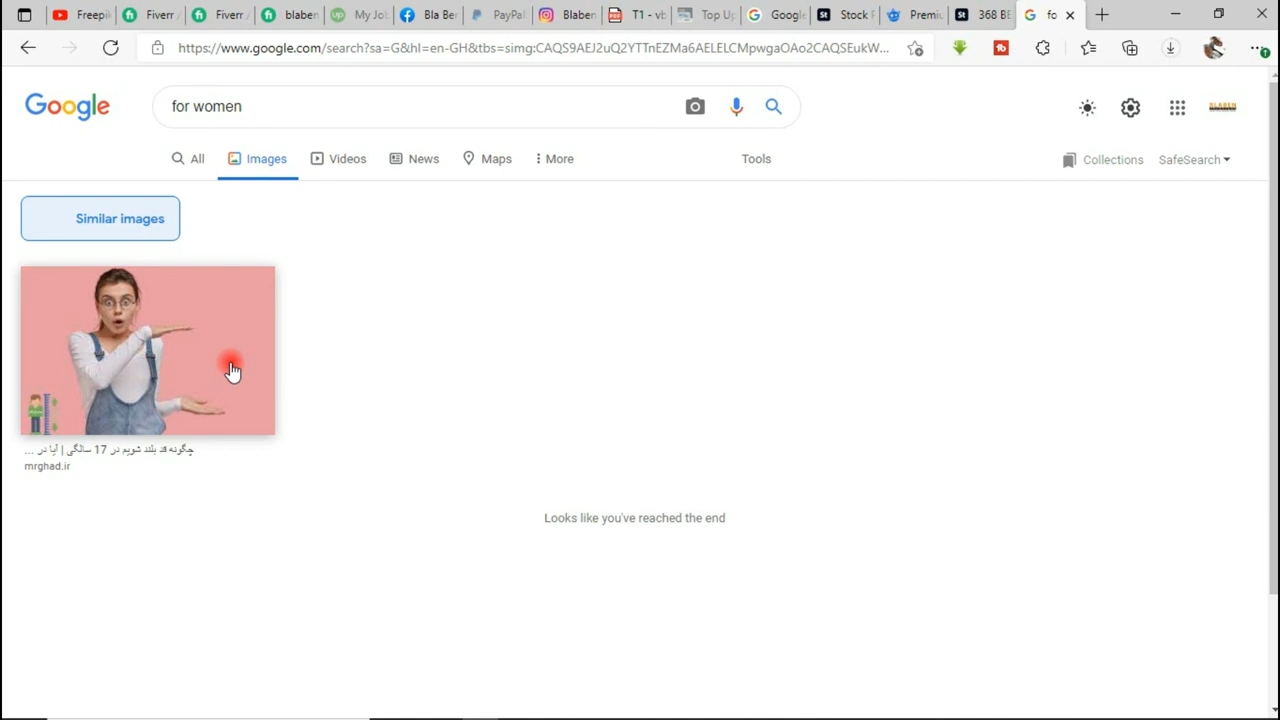 Freepi
Fiverr /
Fiverr /
blaben
My Jo
Bla Be
PayPal
Blaben
T1 - vb
Top Up
Google
Stock P
Premi
368 BE
fo
https://www.google.com/search?sa=G&hl=en-GH&tbs=simg:CAQS9AEJ2uQ2YTTnEZMa6AELELCMpwgaOAo2CAQSEukW...
Google
for women
All
Images
Videos
News
Maps
More
Tools
Collections
SafeSearch
Similar images
چگونه قد بلند شویم در 17 سالگی | آیا در ...
mrghad.ir
Looks like you've reached the end